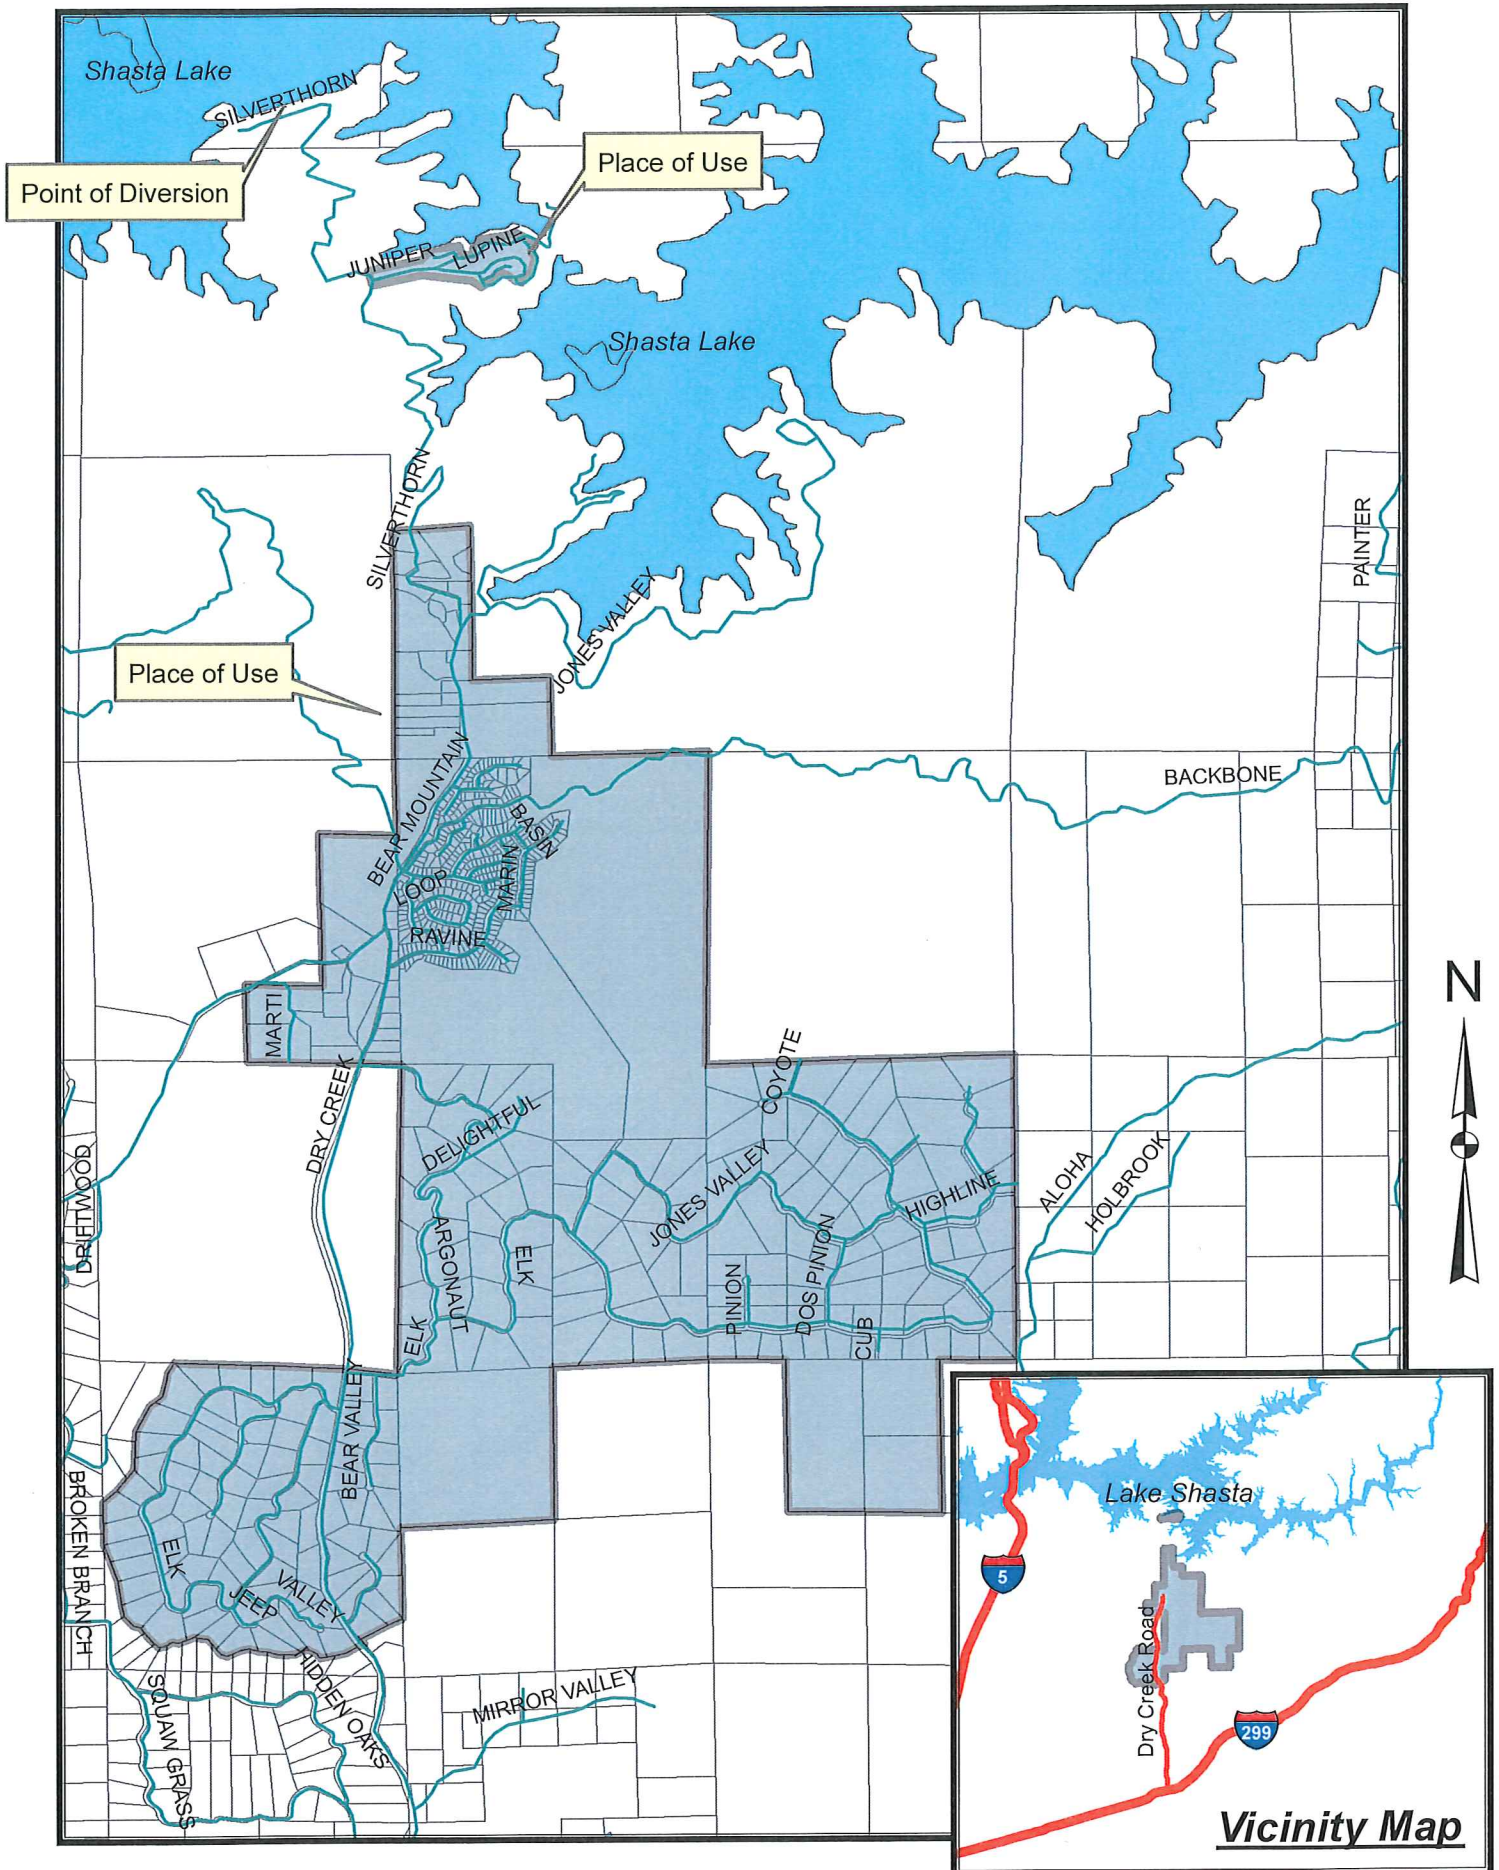 Shasta Lake
SILVERTHORN
Place of Use
Point of Diversion
JUNIPER
LUPINE
Shasta Lake
SILVERTHORN
PAINTER
JONES VALLEY
Place of Use
BEAR MOUNTAIN
BACKBONE
BASIN
LOOP
MARIN
RAVINE
N
MARTI
COYOTE
DRY CREEK
DELIGHTFUL
DRIFTWOOD
JONES VALLEY
ALOHA
HOLBROOK
HIGHLINE
ARGONAUT
ELK
DOS PINION
PINION
ELK
CUB
BEAR VALLEY
BROKEN BRANCH
ELK
VALLEY
JEEP
HIDDEN OAKS
SQUAW GRASS
MIRROR VALLEY
Lake Shasta
5
Dry Creek Road
299
Vicinity Map